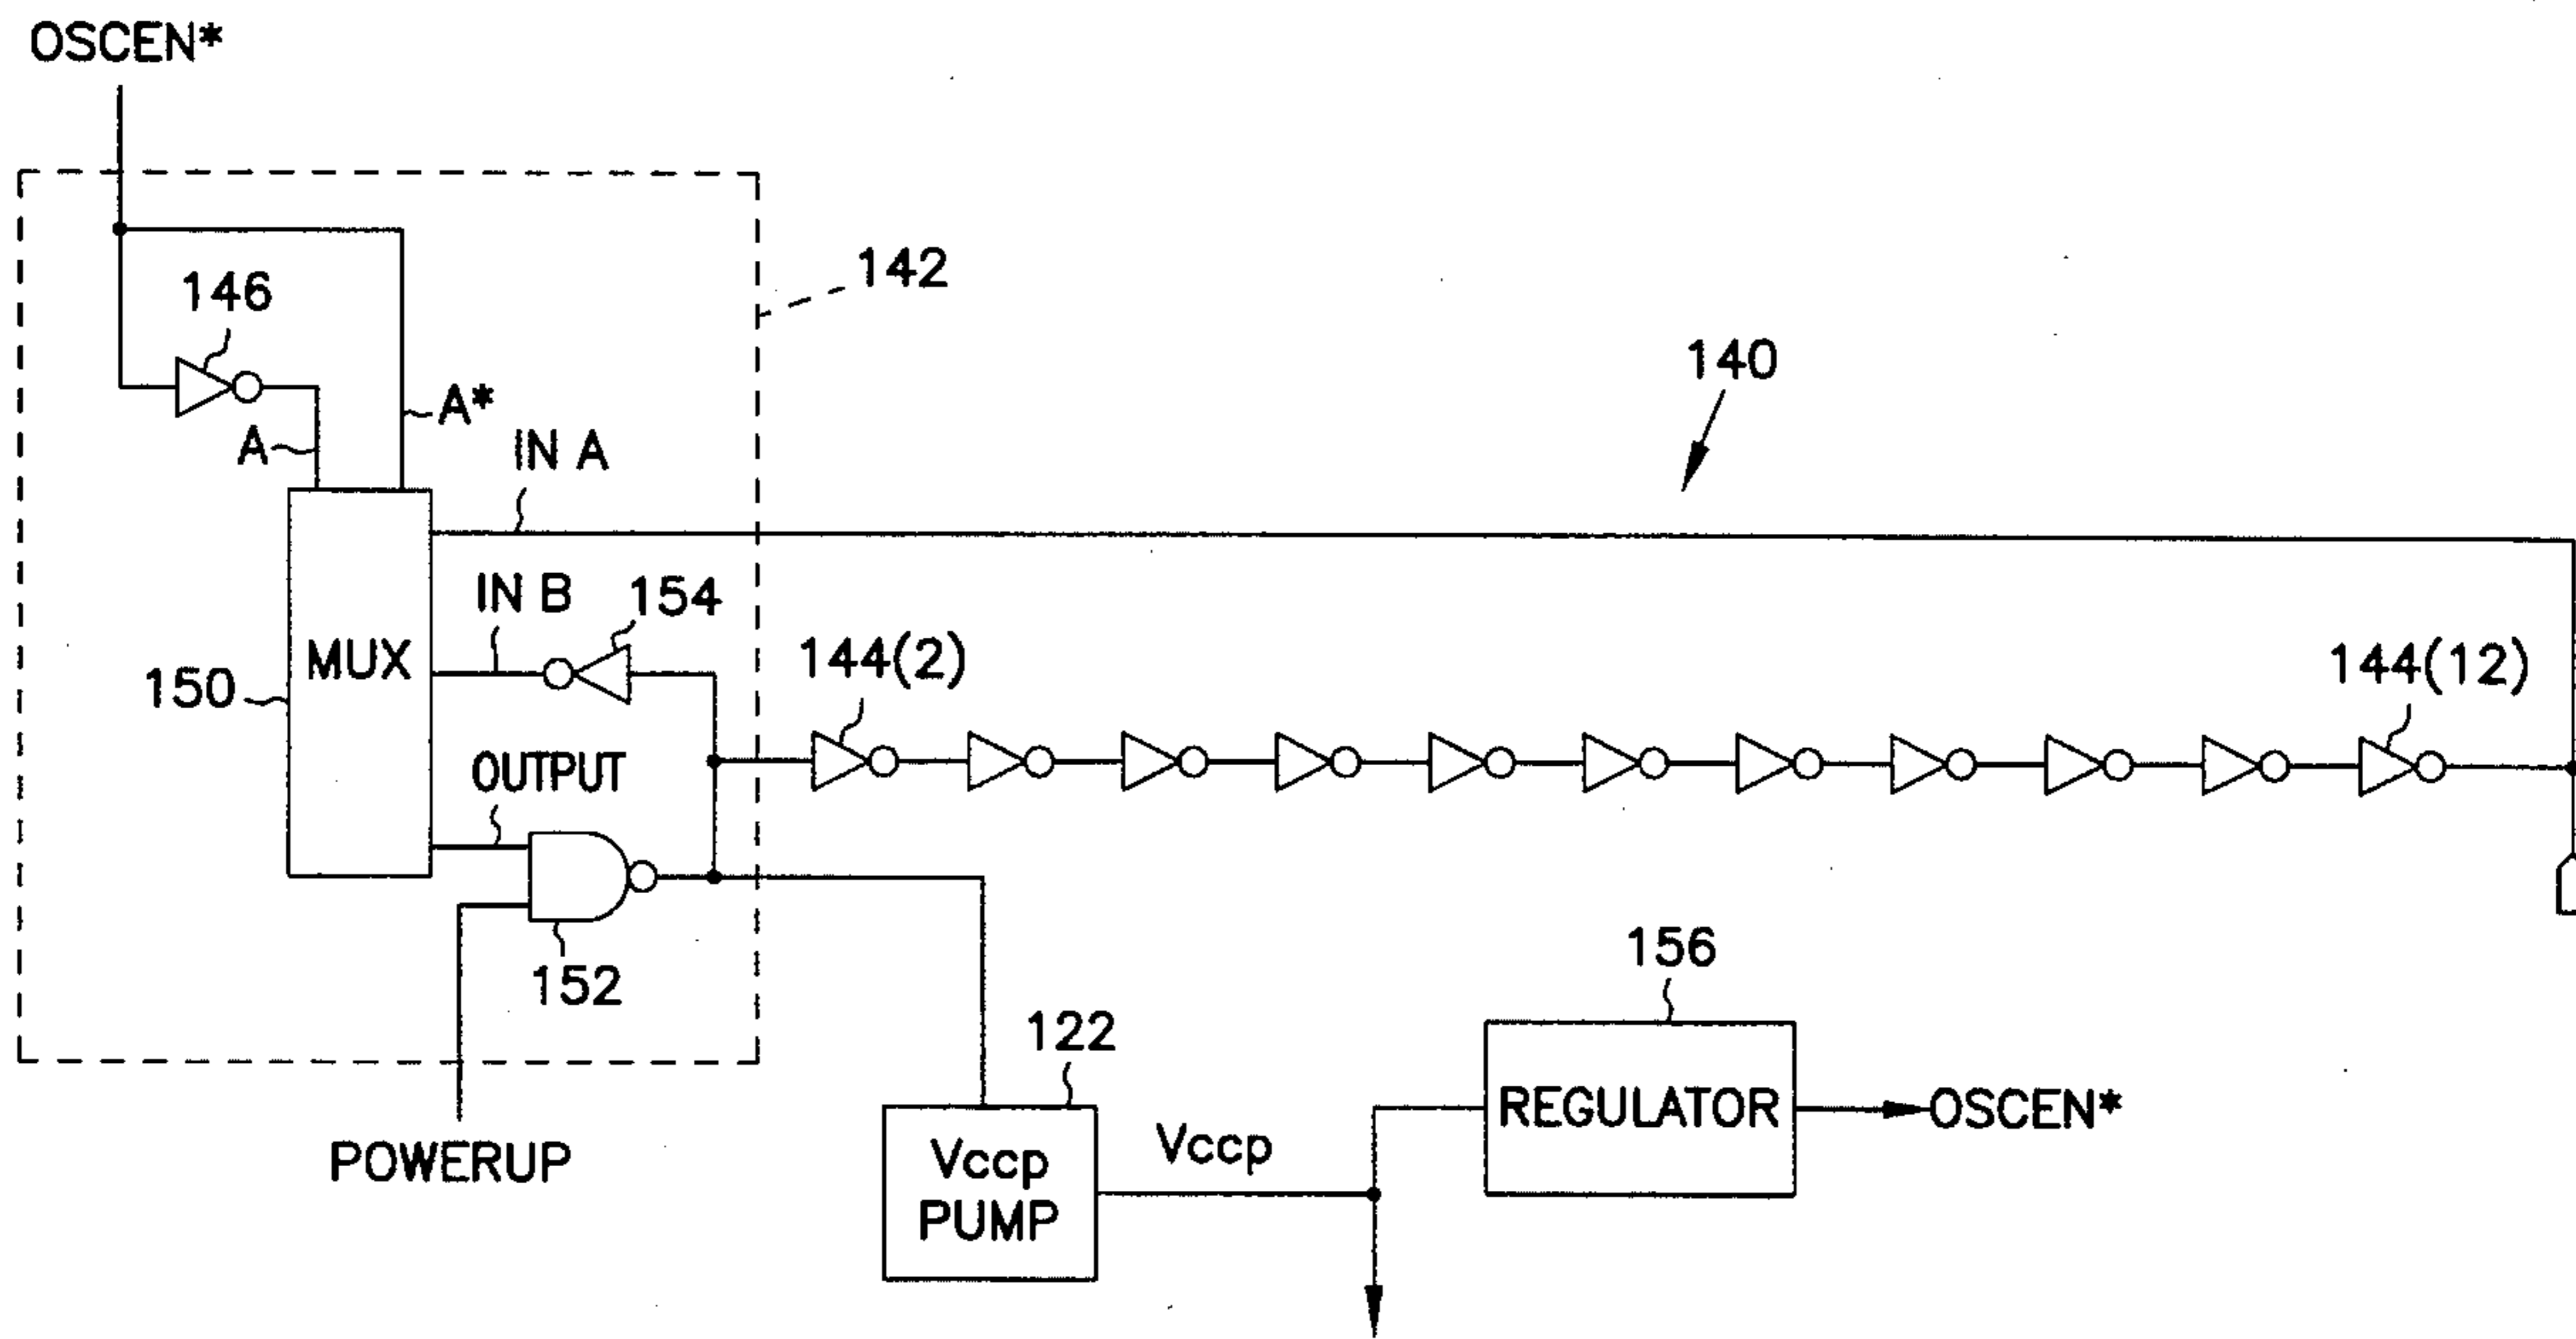 OSCEN*
142
146
A*
A
IN A
140
IN B
154
MUX
150
144(2)
144(12)
OUTPUT
152
POWERUP
122
Vccp
PUMP
Vccp
156
REGULATOR
OSCEN*